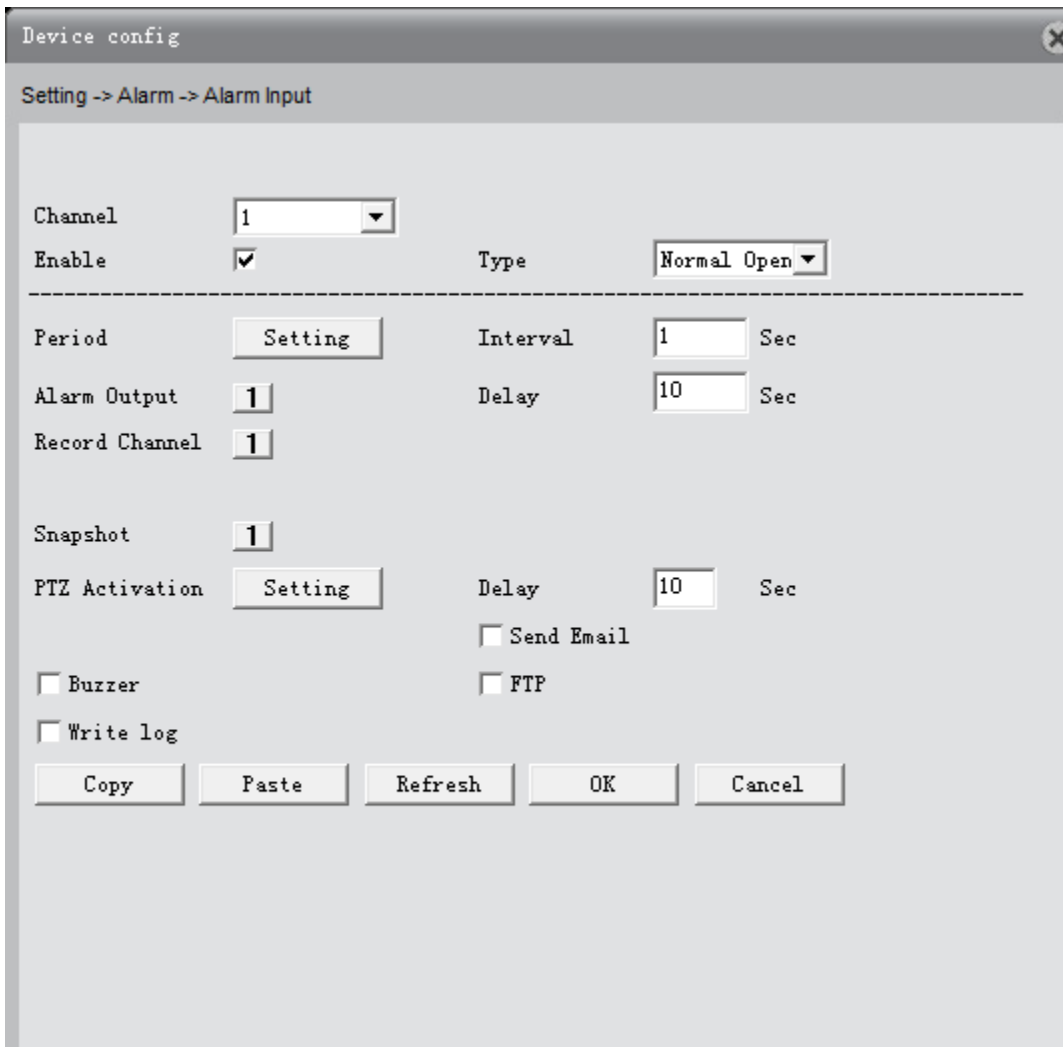 Device config
Setting -> Alarm -> Alarm Input
Channel 1
Enable Type Normal Open
Period Setting Interval 1 Sec
Alarm Output 1 Delay 10 Sec
Record Channel 1
Snapshot 1
PTZ Activation Setting Delay 10 Sec
Send Email
Buzzer FTP
Write log
Copy Paste Refresh OK Cancel